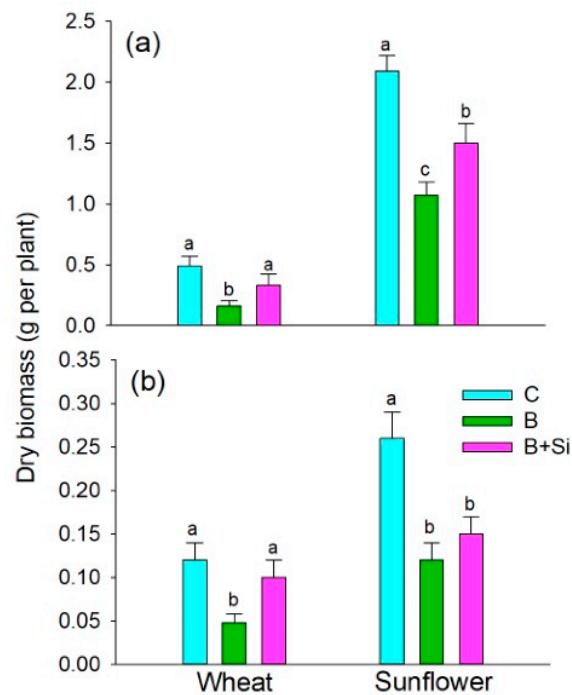 Dry biomass (g per plant)
(a)
2.5
2.0
1.5
1.0
0.5
0.0
a
b
a
a
c
b
(b)
0.35
0.30
0.25
0.20
0.15
0.10
0.05
0.00
a
b
a
a
b
b
C
B
B+Si
Wheat Sunflower